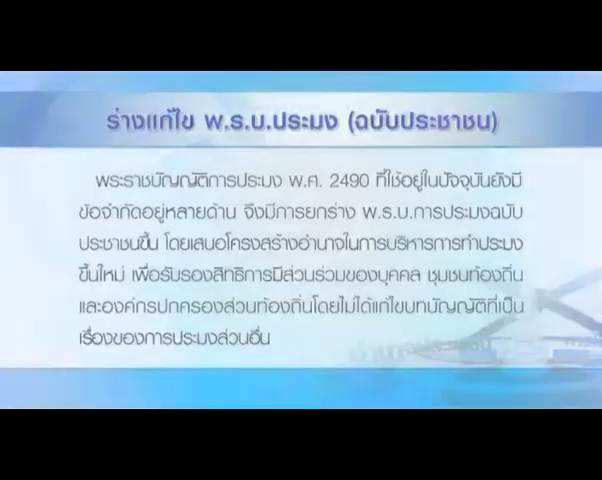 ร่างแก้ไข พ.ร.บ.ประมง (ฉบับประชาชน)
พระราชบัญญัติการประมง พ.ศ. 2490 ที่ใช้อยู่ในปัจจุบันยังมี
ข้อจำกัดอยู่หลายด้าน จึงมีการยกร่าง พ.ร.บ.การประมงฉบับ
ประชาชนขึ้น โดยเสนอโครงสร้างอำนาจในการบริหารการทำประมง
ขึ้นใหม่ เพื่อรับรองสิทธิการมีส่วนร่วมของบุคคล ชุมชนท้องถิ่น
และองค์กรปกครองส่วนท้องถิ่นโดยไม่ได้แก้ไขบทบัญญัติที่เป็น
เรื่องของการประมงส่วนอื่น